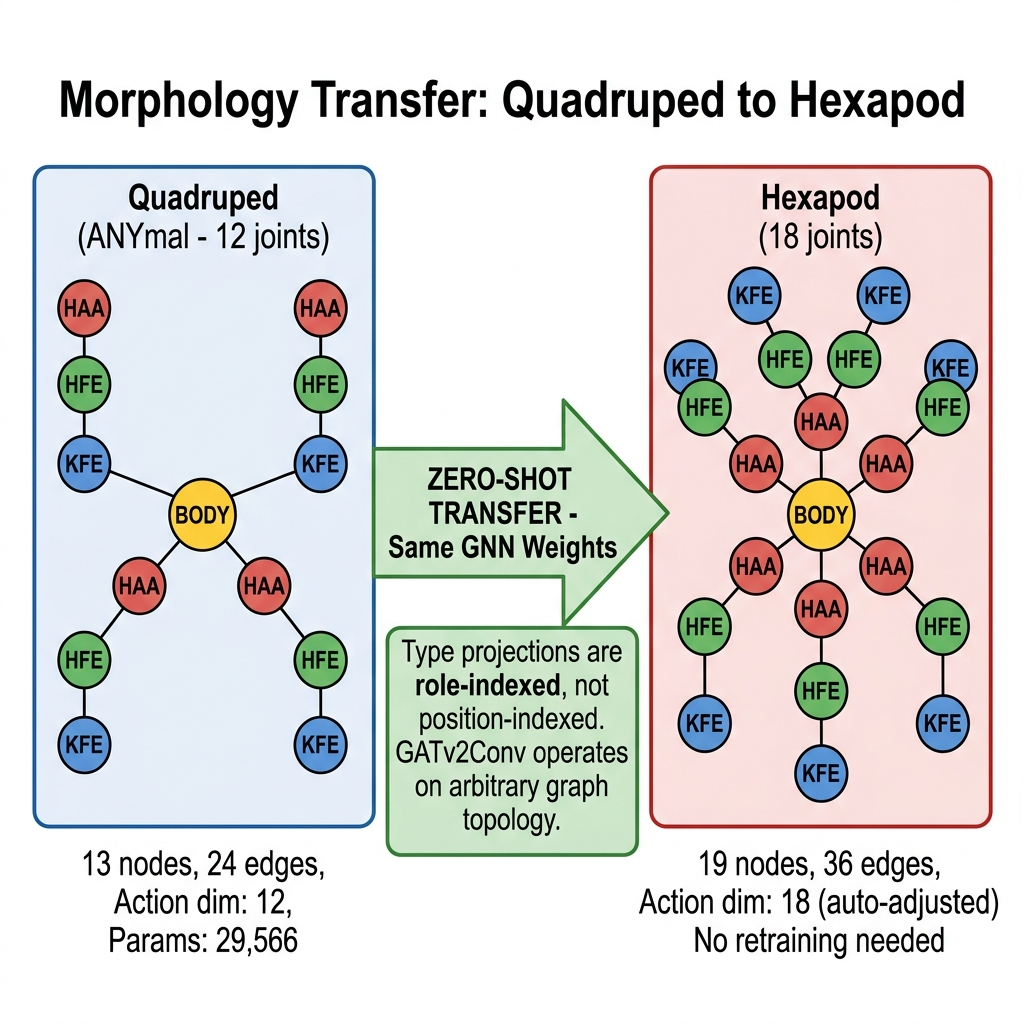 Morphology Transfer: Quadruped to Hexapod
Quadruped
(ANYmal - 12 joints)
HAA
HAA
HFE
HFE
KFE
KFE
BODY
HAA
HAA
HFE
HFE
KFE
KFE
ZERO-SHOT
TRANSFER -
Same GNN Weights
Type projections are
role-indexed, not
position-indexed.
GATv2Conv operates
on arbitrary graph
topology.
Hexapod
(18 joints)
KFE
KFE
HFE
HFE
KFE
KFE
HFE
HFE
HAA
HAA
HAA
BODY
HAA
HAA
HAA
HFE
HFE
HFE
KFE
KFE
KFE
13 nodes, 24 edges,
Action dim: 12,
Params: 29,566
19 nodes, 36 edges,
Action dim: 18 (auto-adjusted)
No retraining needed